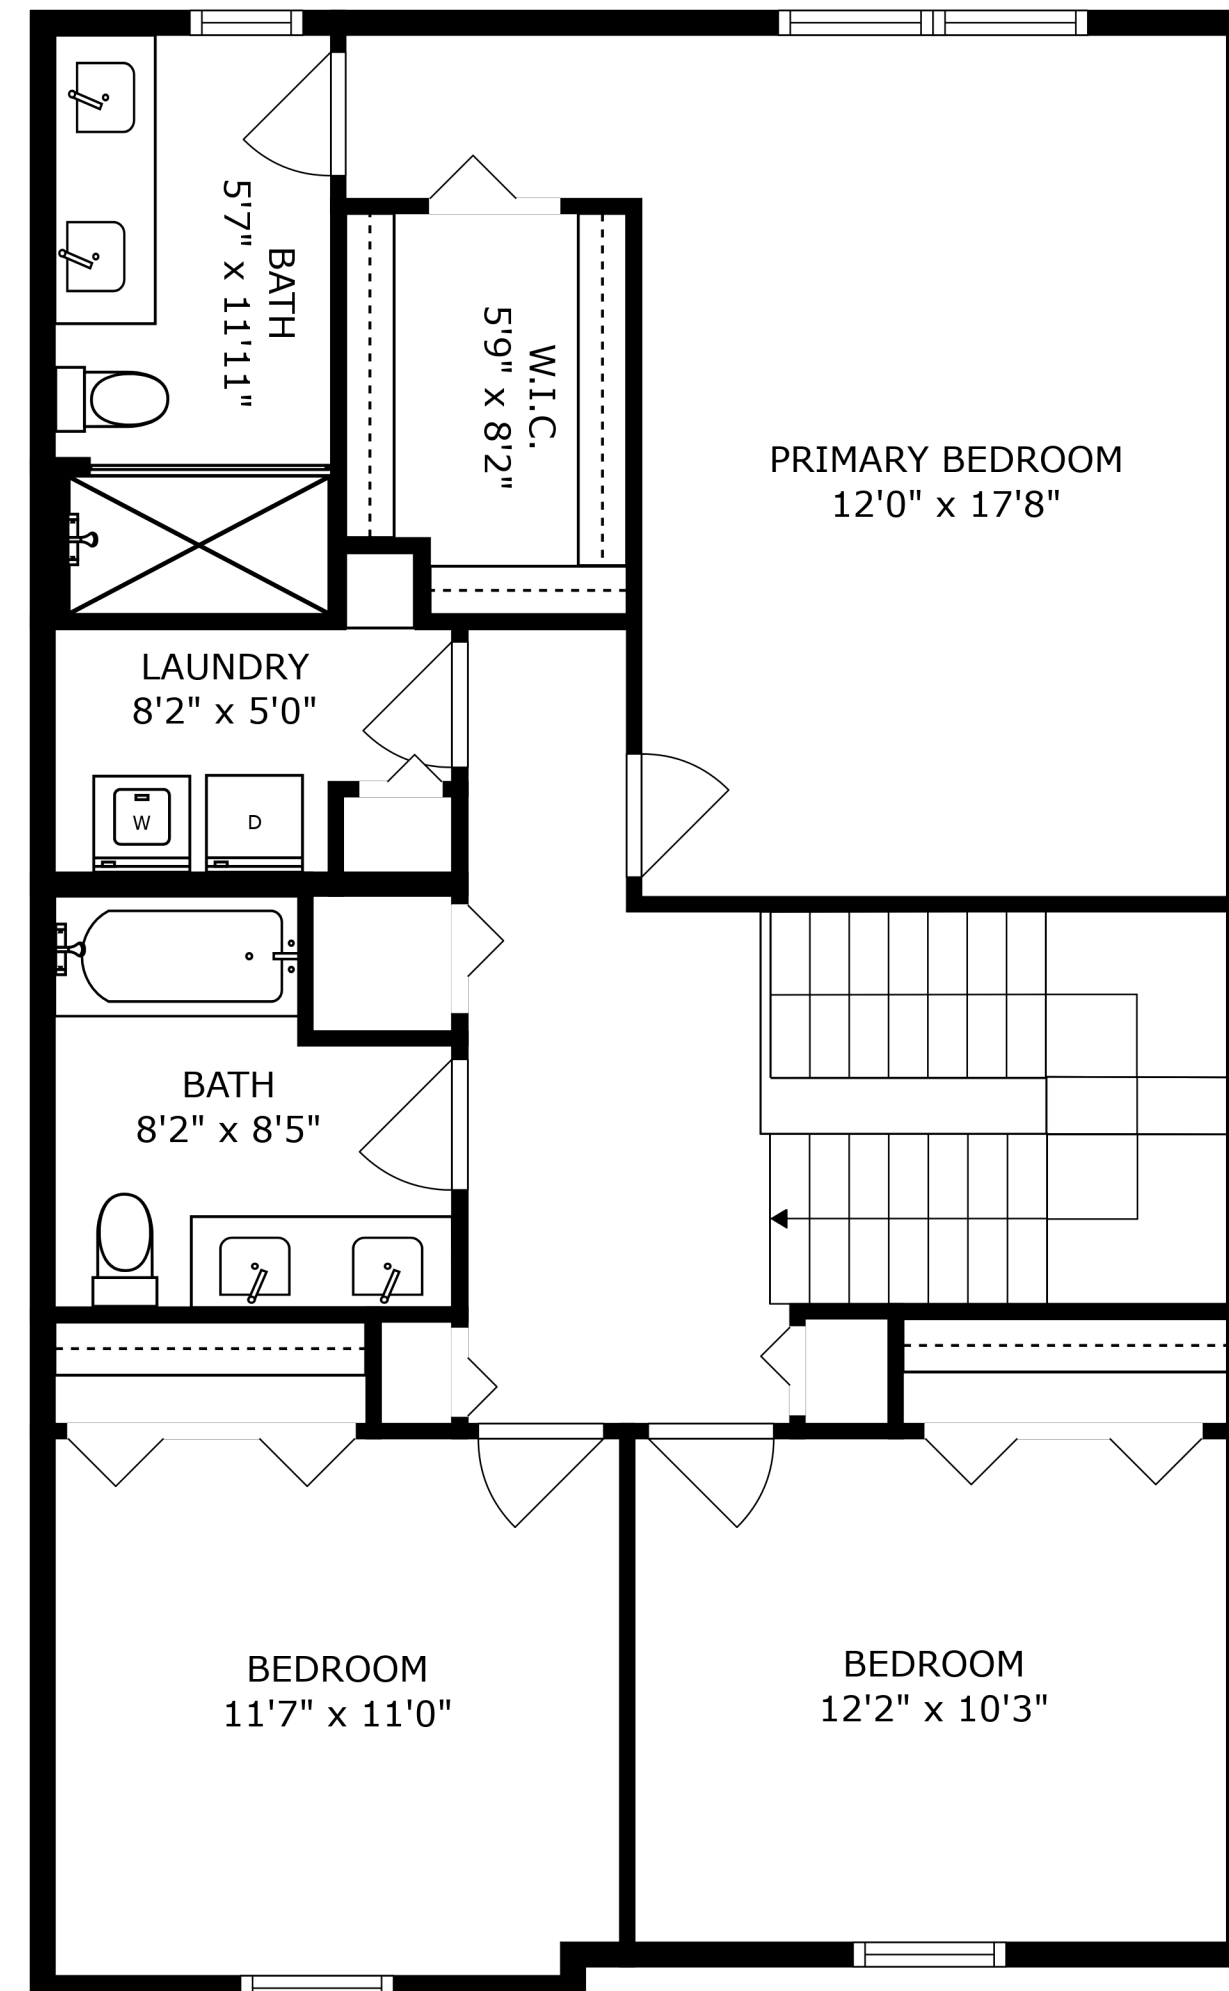 BATH
5'7" x 11'11"
W.I.C.
5'9" x 8'2"
PRIMARY BEDROOM
12'0" x 17'8"
LAUNDRY
8'2" x 5'0"
W
D
BATH
8'2" x 8'5"
BEDROOM
11'7" x 11'0"
BEDROOM
12'2" x 10'3"